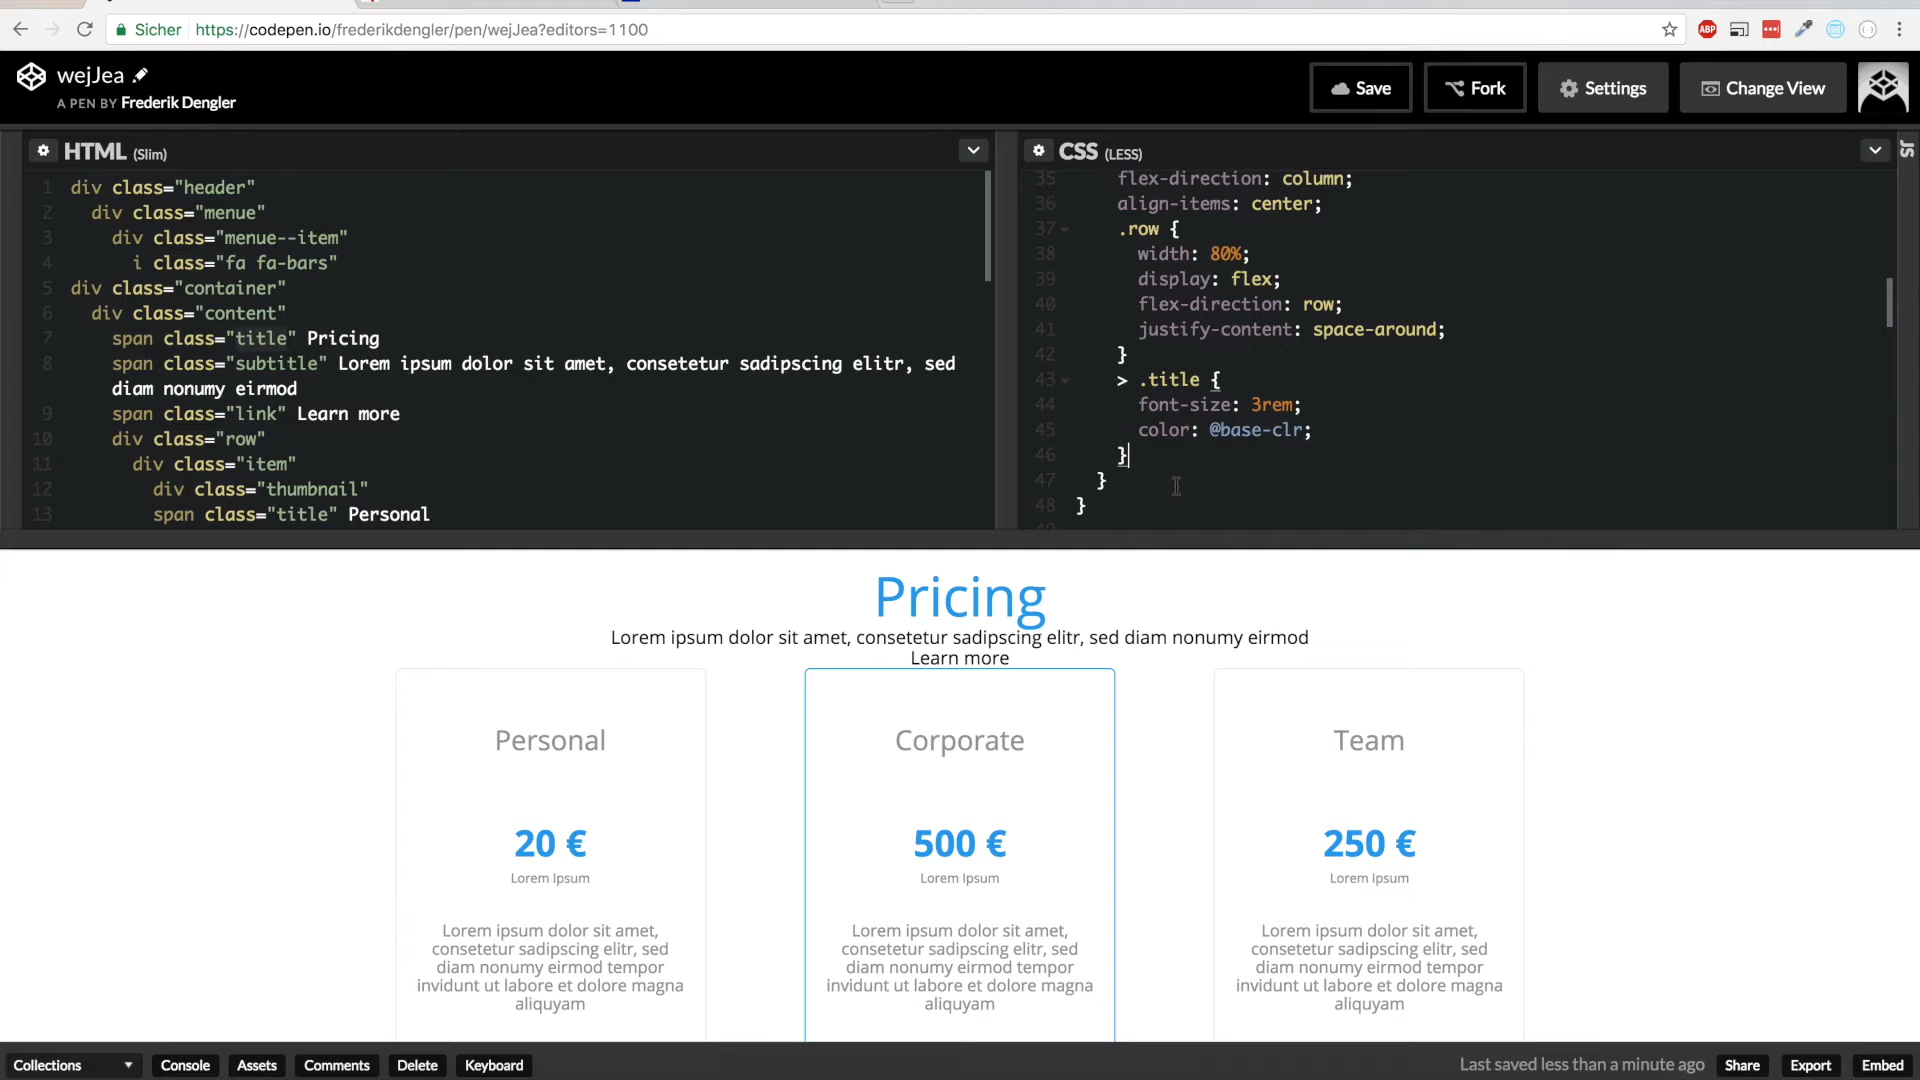 Sicher https://codepen.io/frederikdengler/pen/wejJea?editors=1100
ABP
wejJea
A PEN BY Frederik Dengler
Save
Fork
Settings
Change View
HTML (Slim)
1 div class="header"
2 div class="menue"
3 div class="menue--item"
4 i class="fa fa-bars"
5 div class="container"
6 div class="content"
7 span class="title" Pricing
8 span class="subtitle" Lorem ipsum dolor sit amet, consetetur sadipscing elitr, sed
diam nonumy eirmod
9 span class="link" Learn more
10 div class="row"
11 div class="item"
12 div class="thumbnail"
13 span class="title" Personal
CSS (LESS)
JS
35 flex-direction: column;
36 align-items: center;
37 .row {
38 width: 80%;
39 display: flex;
40 flex-direction: row;
41 justify-content: space-around;
42 }
43 > .title {
44 font-size: 3rem;
45 color: @base-clr;
46 }
47 }
48 }
Pricing
Lorem ipsum dolor sit amet, consetetur sadipscing elitr, sed diam nonumy eirmod
Learn more
Personal
20 €
Lorem Ipsum
Lorem ipsum dolor sit amet,
consetetur sadipscing elitr, sed
diam nonumy eirmod tempor
invidunt ut labore et dolore magna
aliquyam
Corporate
500 €
Lorem Ipsum
Lorem ipsum dolor sit amet,
consetetur sadipscing elitr, sed
diam nonumy eirmod tempor
invidunt ut labore et dolore magna
aliquyam
Team
250 €
Lorem Ipsum
Lorem ipsum dolor sit amet,
consetetur sadipscing elitr, sed
diam nonumy eirmod tempor
invidunt ut labore et dolore magna
aliquyam
Collections
Console
Assets
Comments
Delete
Keyboard
Last saved less than a minute ago
Share
Export
Embed